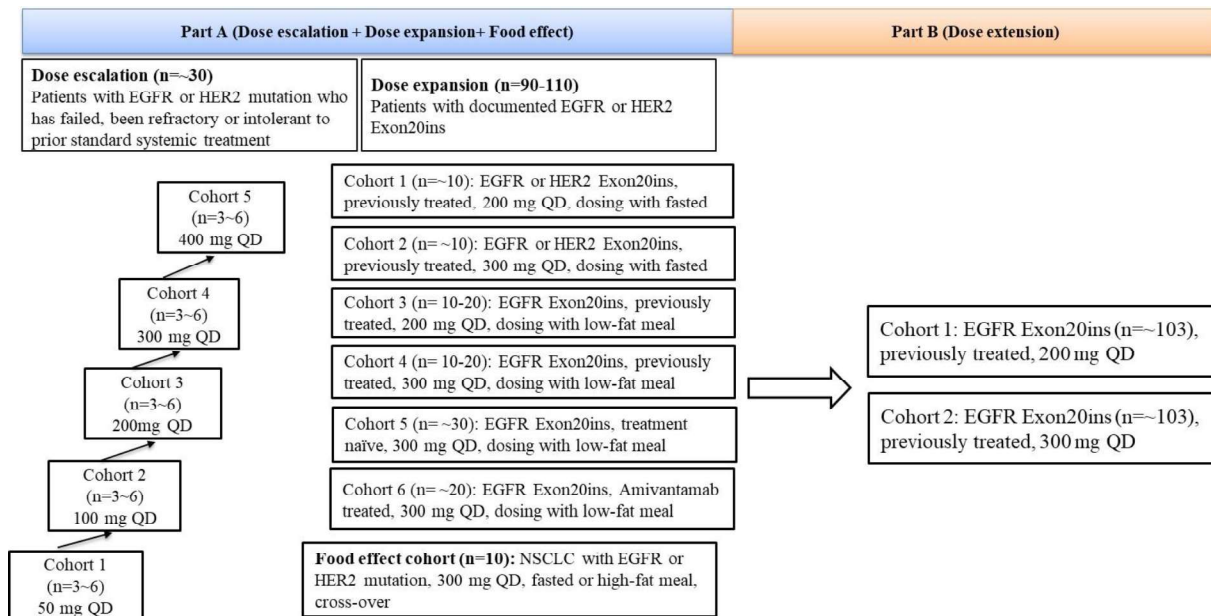 Part A (Dose escalation + Dose expansion+ Food effect)
Part B (Dose extension)
Dose escalation (n=~30)
Patients with EGFR or HER2 mutation who
has failed, been refractory or intolerant to
prior standard systemic treatment
Dose expansion (n=90-110)
Patients with documented EGFR or HER2
Exon20ins
Cohort 5
(n=3~6)
400 mg QD
Cohort 4
(n=3~6)
300 mg QD
Cohort 3
(n=3~6)
200mg QD
Cohort 2
(n=3~6)
100 mg QD
Cohort 1
(n=3~6)
50 mg QD
Cohort 1 (n=~10): EGFR or HER2 Exon20ins,
previously treated, 200 mg QD, dosing with fasted
Cohort 2 (n=~10): EGFR or HER2 Exon20ins,
previously treated, 300 mg QD, dosing with fasted
Cohort 3 (n= 10-20): EGFR Exon20ins, previously
treated, 200 mg QD, dosing with low-fat meal
Cohort 4 (n= 10-20): EGFR Exon20ins, previously
treated, 300 mg QD, dosing with low-fat meal
Cohort 5 (n= ~30): EGFR Exon20ins, treatment
naïve, 300 mg QD, dosing with low-fat meal
Cohort 6 (n= ~20): EGFR Exon20ins, Amivantamab
treated, 300 mg QD, dosing with low-fat meal
Food effect cohort (n=10): NSCLC with EGFR or
HER2 mutation, 300 mg QD, fasted or high-fat meal,
cross-over
Cohort 1: EGFR Exon20ins (n=~103),
previously treated, 200 mg QD
Cohort 2: EGFR Exon20ins (n=~103),
previously treated, 300 mg QD